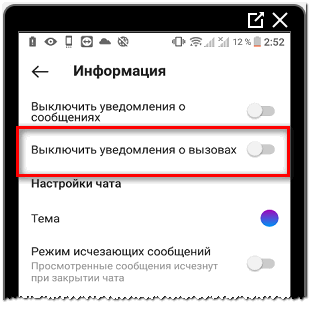 12 % 2:52
Информация
Выключить уведомления о
сообщениях
Выключить уведомления о вызовах
Настройки чата
Тема
Режим исчезающих сообщений
Просмотренные сообщения исчезнут
при закрытии чата